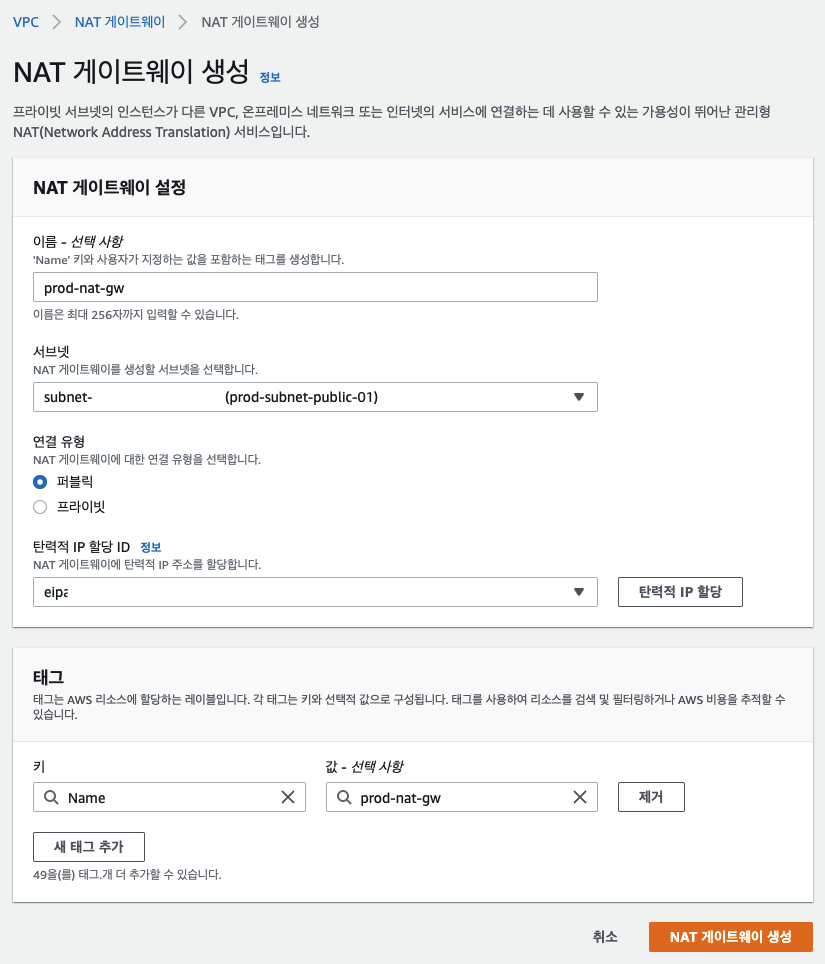 VPC > NAT 게이트웨이 > NAT 게이트웨이 생성
NAT 게이트웨이 생성 정보
프라이빗 서브넷의 인스턴스가 다른 VPC, 온프레미스 네트워크 또는 인터넷의 서비스에 연결하는 데 사용할 수 있는 가용성이 뛰어난 관리형
NAT(Network Address Translation) 서비스입니다.
NAT 게이트웨이 설정
이름 - 선택 사항
'Name' 키와 사용자가 지정하는 값을 포함하는 태그를 생성합니다.
prod-nat-gw
이름은 최대 256자까지 입력할 수 있습니다.
서브넷
NAT 게이트웨이를 생성할 서브넷을 선택합니다.
subnet- (prod-subnet-public-01)
연결 유형
NAT 게이트웨이에 대한 연결 유형을 선택합니다.
퍼블릭
프라이빗
탄력적 IP 할당 ID 정보
NAT 게이트웨이에 탄력적 IP 주소를 할당합니다.
eipa 탄력적 IP 할당
태그
태그는 AWS 리소스에 할당하는 레이블입니다. 각 태그는 키와 선택적 값으로 구성됩니다. 태그를 사용하여 리소스를 검색 및 필터링하거나 AWS 비용을 추적할 수
있습니다.
키 값 - 선택 사항
Name prod-nat-gw 제거
새 태그 추가
49을(를) 태그.개 더 추가할 수 있습니다.
취소 NAT 게이트웨이 생성